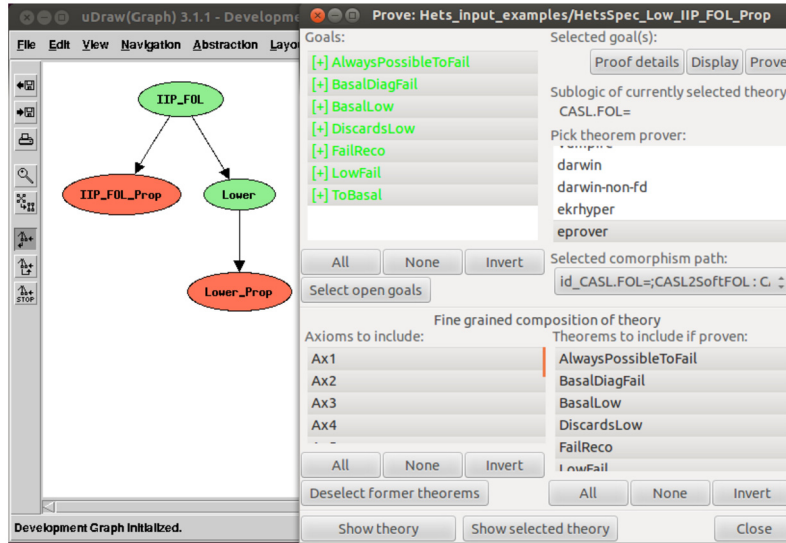 uDraw(Graph) 3.1.1 - Developme
File Edit View Navigation Abstraction Layou
IIP_FOL
IIP_FOL_Prop
Lower
Lower_Prop
STOP
Development Graph Initialized.
Prove: Hets_input_examples/HetsSpec_Low_IIP_FOL_Prop
Goals:
[+] AlwaysPossibleToFail
[+] BasalDiagFail
[+] BasalLow
[+] DiscardsLow
[+] FailReco
[+] LowFail
[+] ToBasal
All None Invert
Select open goals
Selected goal(s):
Proof details Display Prove
Sublogic of currently selected theory
CASL.FOL=
Pick theorem prover:
darwin
darwin-non-fd
ekrhyper
eprover
Selected comorphism path:
id_CASL.FOL=;CASL2SoftFOL : C
Fine grained composition of theory
Axioms to include:
Ax1
Ax2
Ax3
Ax4
All None Invert
Deselect former theorems
Theorems to include if proven:
AlwaysPossibleToFail
BasalDiagFail
BasalLow
DiscardsLow
FailReco
LowFail
All None Invert
Show theory Show selected theory Close